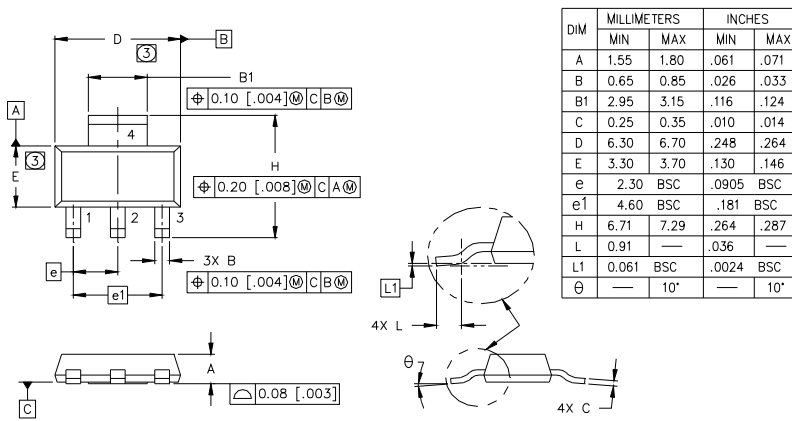 D
B
3
B1
⌖ 0.10 [.004]Ⓜ C BⓂ
A
4
3
E
H
⌖ 0.20 [.008]Ⓜ C AⓂ
1 2 3
3X B
e
⌖ 0.10 [.004]Ⓜ C BⓂ
e1
L1
4X L
A
θ
⌓ 0.08 [.003]
C
4X C
DIM MILLIMETERS INCHES
MIN MAX MIN MAX
A 1.55 1.80 .061 .071
B 0.65 0.85 .026 .033
B1 2.95 3.15 .116 .124
C 0.25 0.35 .010 .014
D 6.30 6.70 .248 .264
E 3.30 3.70 .130 .146
e 2.30 BSC .0905 BSC
e1 4.60 BSC .181 BSC
H 6.71 7.29 .264 .287
L 0.91 — .036 —
L1 0.061 BSC .0024 BSC
θ — 10° — 10°